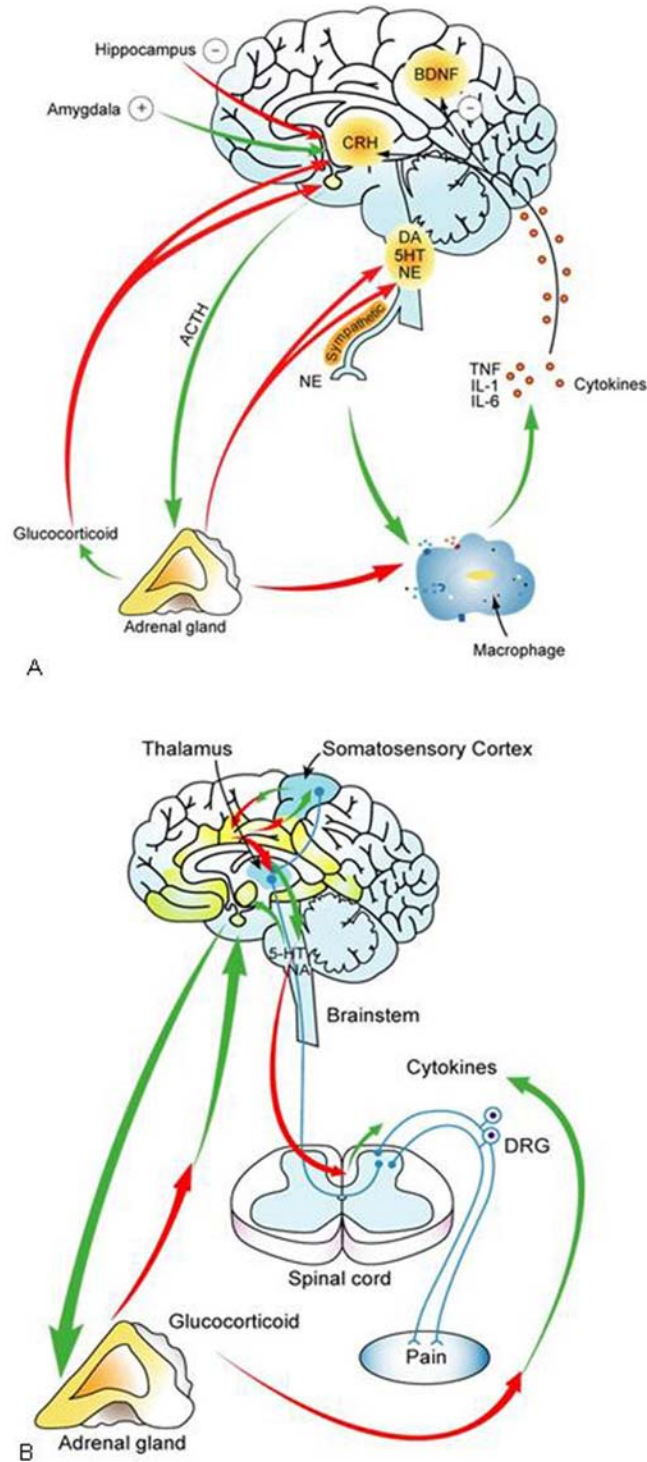 Hippocampus −
Amygdala +
BDNF
−
CRH
DA
5HT
NE
Sympathetic
NE
ACTH
TNF
IL-1
IL-6
Cytokines
Glucocorticoid
Adrenal gland
Macrophage
A
Thalamus
Somatosensory Cortex
5-HT
NA
Brainstem
Cytokines
DRG
Spinal cord
Glucocorticoid
Pain
Adrenal gland
B